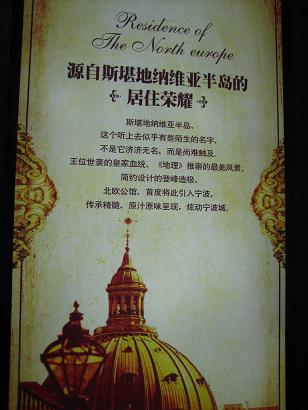 Residence of
The North europe
源自斯堪地纳维亚半岛的
居住荣耀
斯堪地纳维亚半岛，
这个听上去似乎有些陌生的名字，
不是它济济无名、而是尚难触及．
王位世袭的皇家血统、《地理》推崇的最美风景、
简约设计的登峰造极，
北欧公馆，首度将此引入宁波，
传承精髓，原汁原味呈现，炫动宁波城．